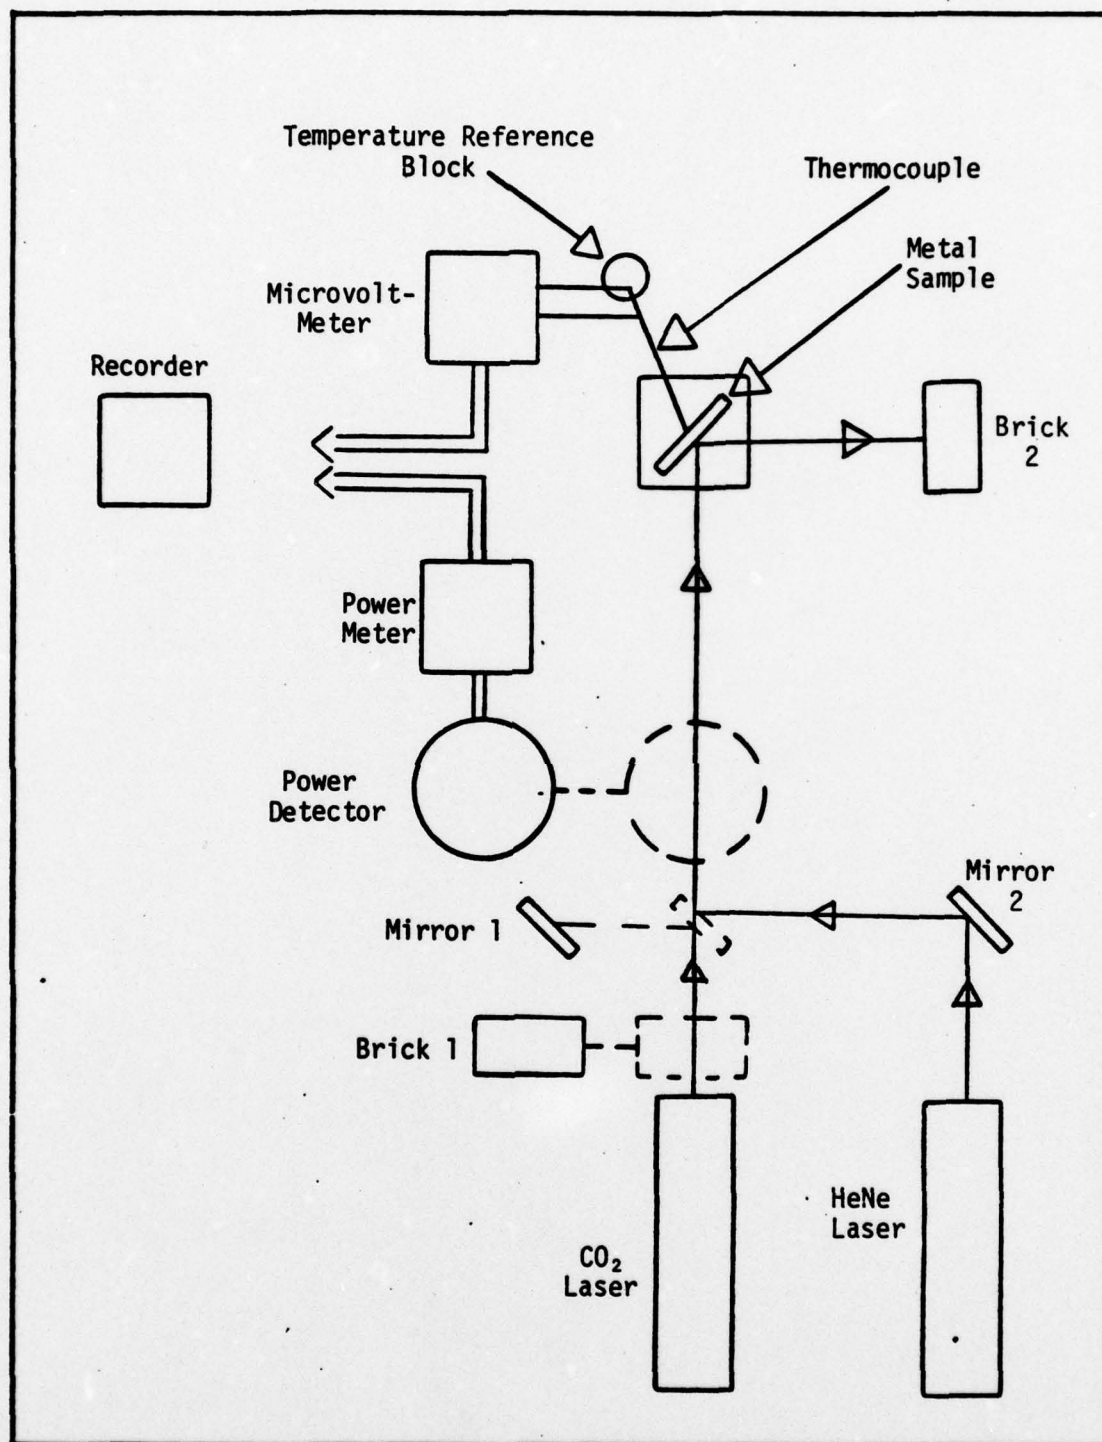 Temperature Reference
Block
Thermocouple
Metal
Sample
Microvolt-
Meter
Recorder
Brick
2
Power
Meter
Power
Detector
Mirror
2
Mirror 1
Brick 1
HeNe
Laser
CO₂
Laser